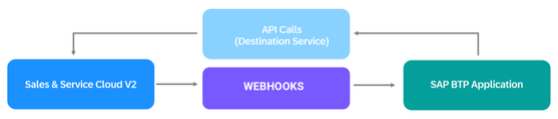 API Calls
(Destination Service)
Sales & Service Cloud V2
WEBHOOKS
SAP BTP Application